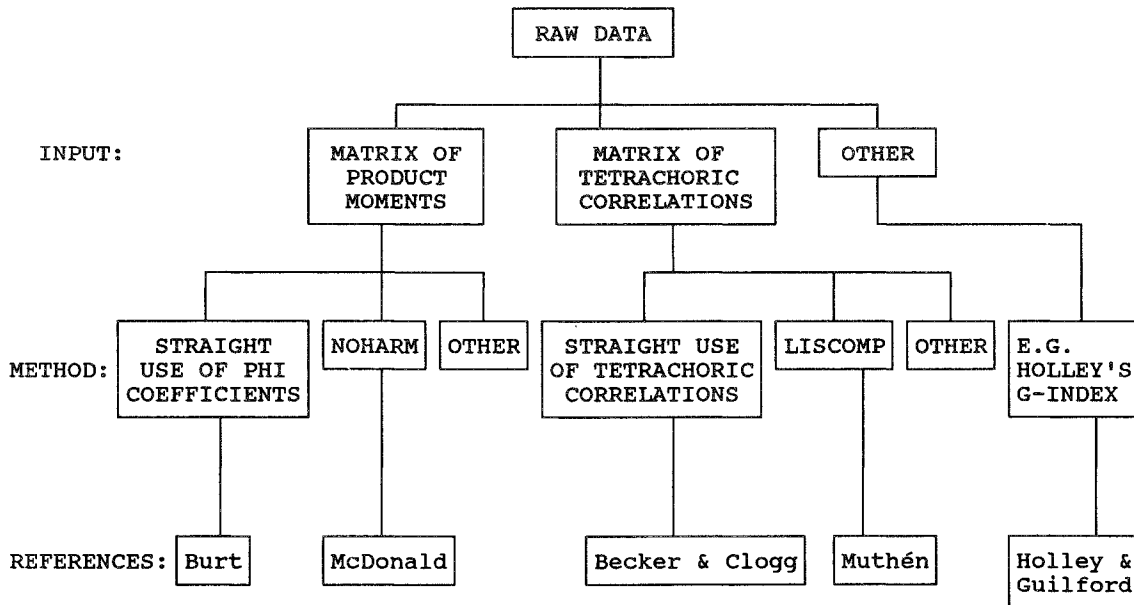 RAW DATA
INPUT:
MATRIX OF
PRODUCT
MOMENTS
MATRIX OF
TETRACHORIC
CORRELATIONS
OTHER
METHOD:
STRAIGHT
USE OF PHI
COEFFICIENTS
NOHARM
OTHER
STRAIGHT USE
OF TETRACHORIC
CORRELATIONS
LISCOMP
OTHER
E.G.
HOLLEY'S
G-INDEX
REFERENCES:
Burt
McDonald
Becker & Clogg
Muthén
Holley &
Guilford